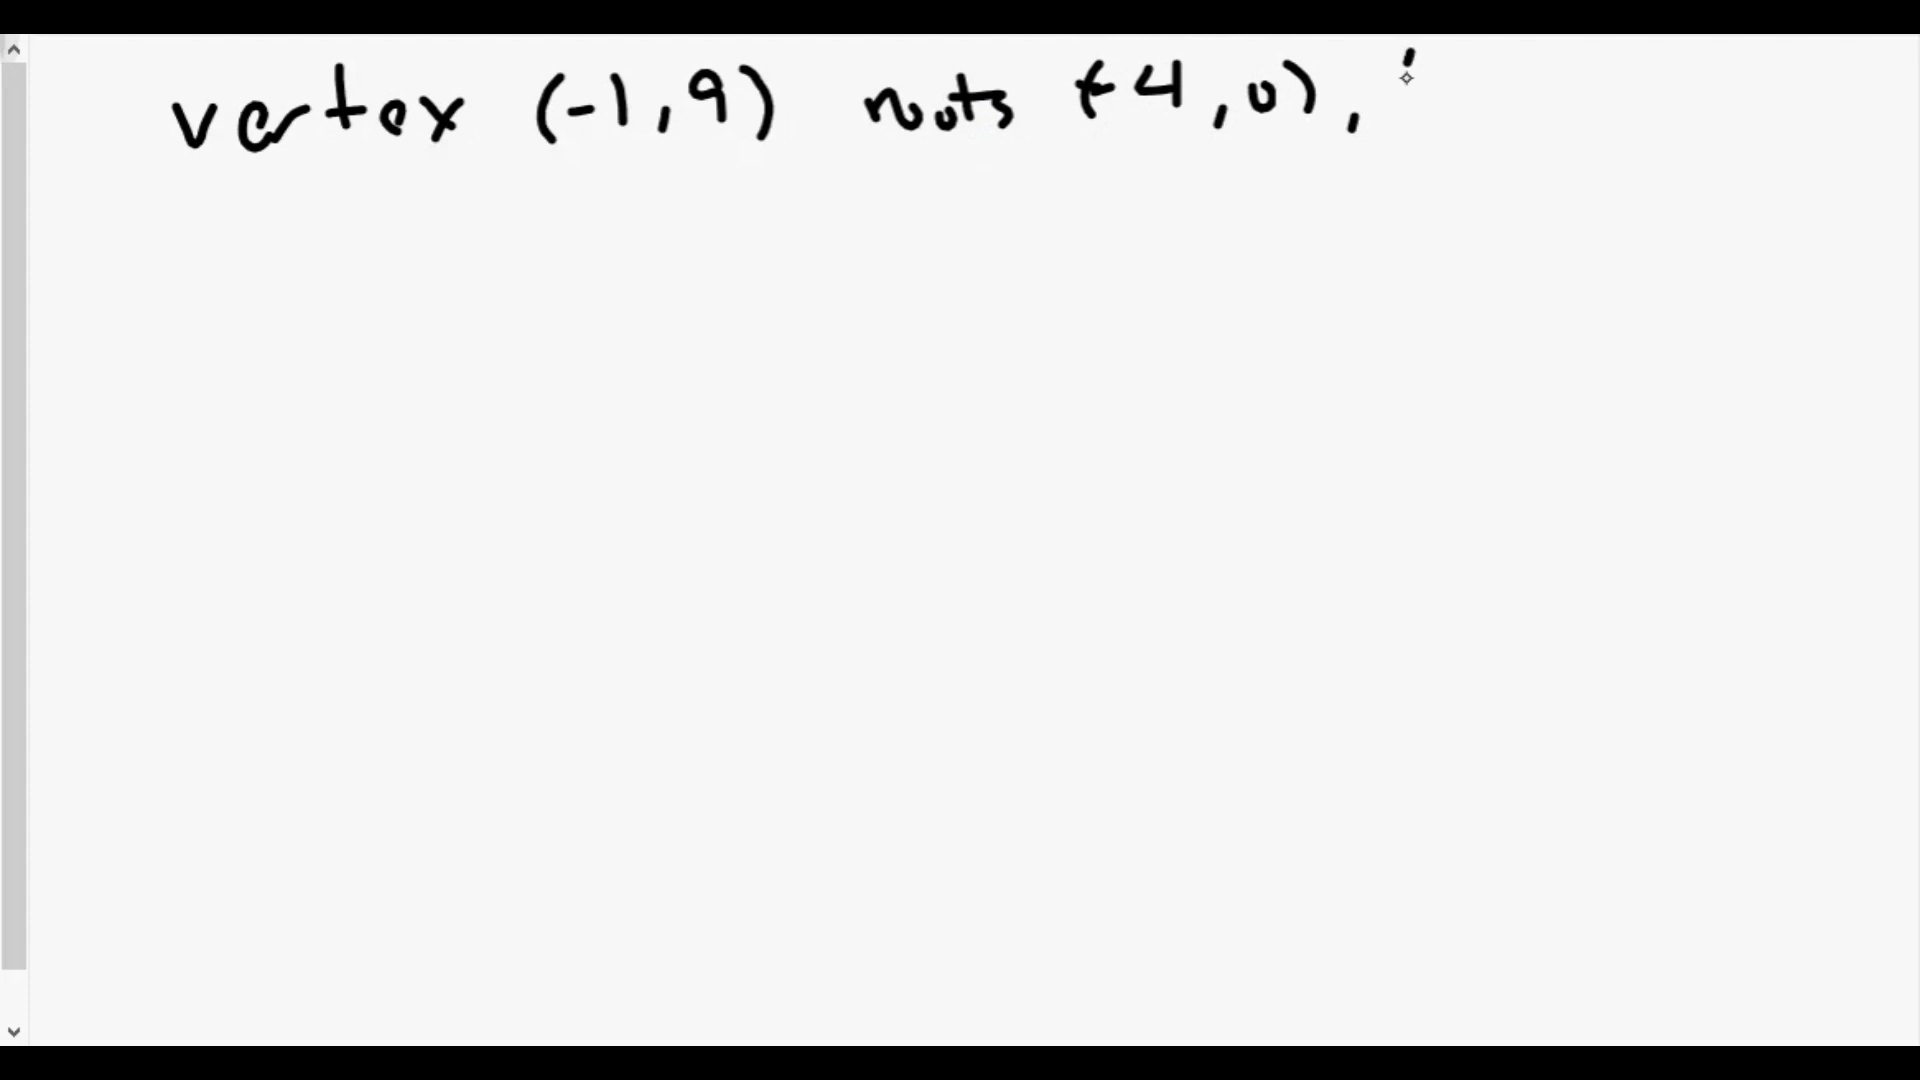 vertex (-1, 9) roots (-4, 0),